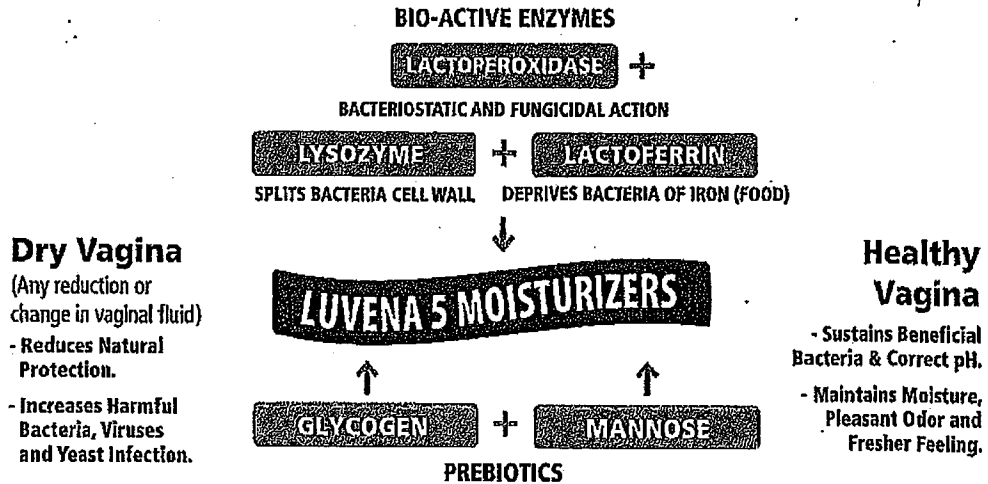 BIO-ACTIVE ENZYMES
LACTOPEROXIDASE +
BACTERIOSTATIC AND FUNGICIDAL ACTION
LYSOZYME + LACTOFERRIN
SPLITS BACTERIA CELL WALL DEPRIVES BACTERIA OF IRON (FOOD)
Dry Vagina
(Any reduction or
change in vaginal fluid)
- Reduces Natural
Protection.
- Increases Harmful
Bacteria, Viruses
and Yeast Infection.
LUVENA 5 MOISTURIZERS
Healthy
Vagina
- Sustains Beneficial
Bacteria & Correct pH.
- Maintains Moisture,
Pleasant Odor and
Fresher Feeling.
GLYCOGEN + MANNOSE
PREBIOTICS